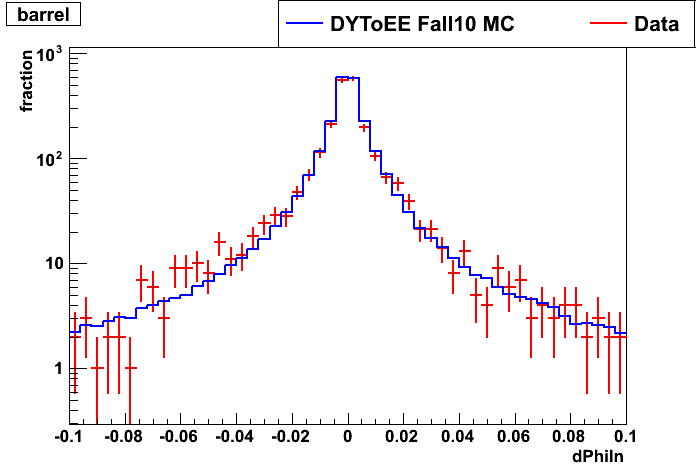 barrel
DYToEE Fall10 MC
Data
fraction
10³
10²
10
1
-0.1 -0.08 -0.06 -0.04 -0.02 0 0.02 0.04 0.06 0.08 0.1
dPhiIn